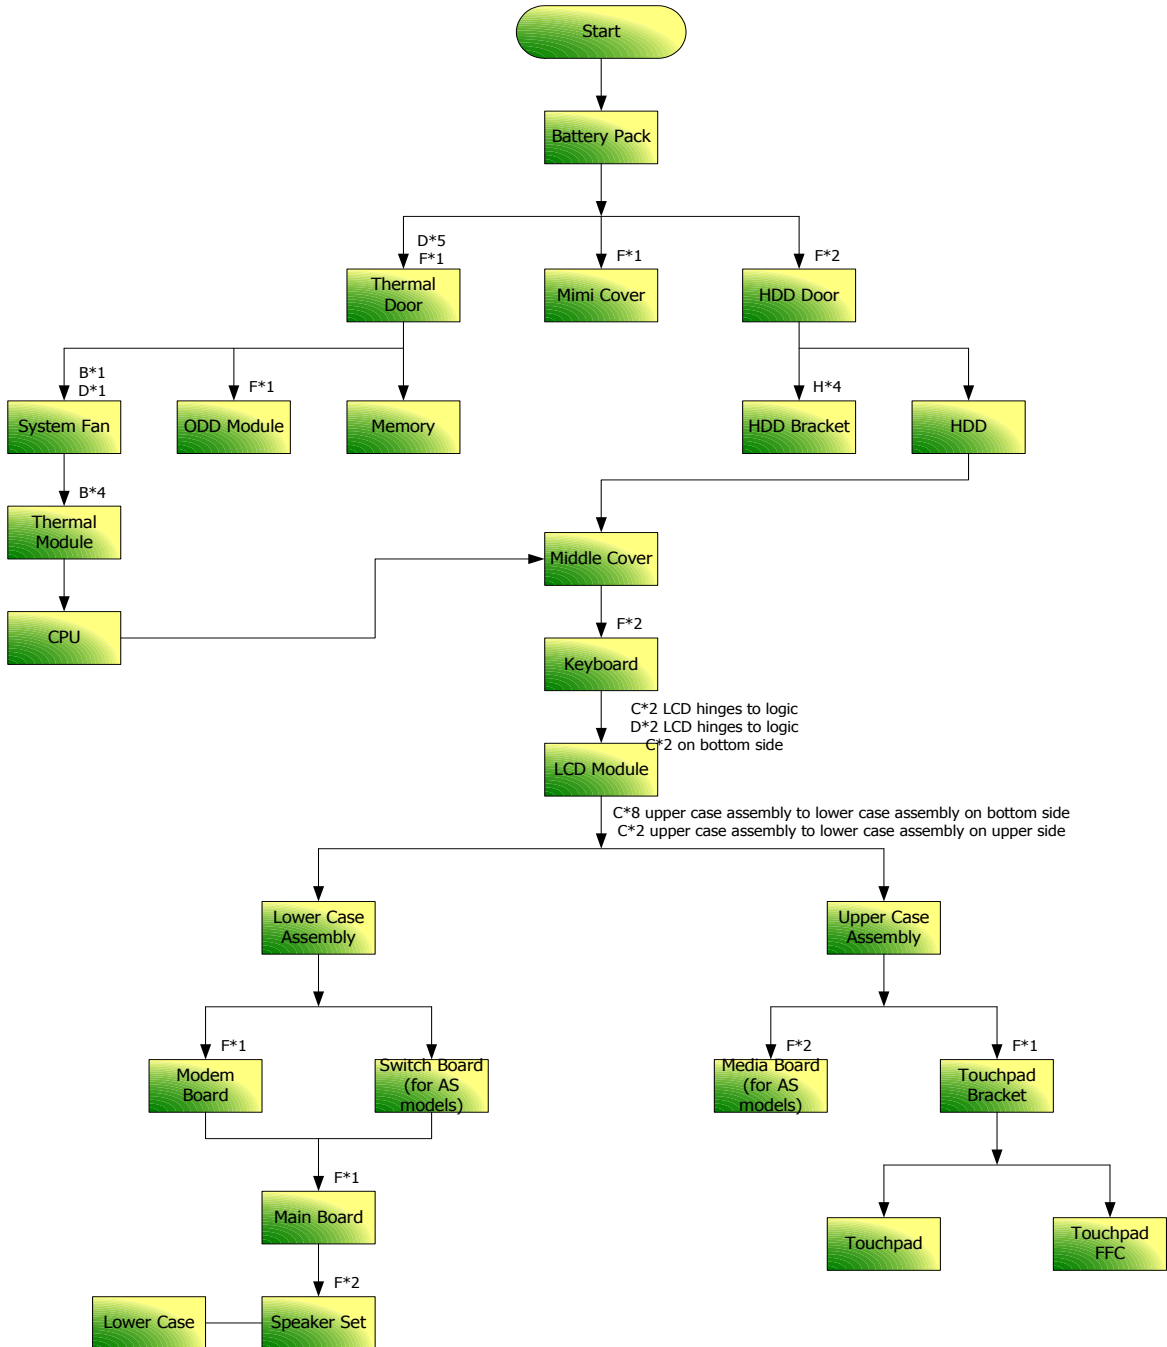 Start
Battery Pack
D*5
F*1
F*1
F*2
Thermal
Door
Mimi Cover
HDD Door
B*1
D*1
F*1
H*4
System Fan
ODD Module
Memory
HDD Bracket
HDD
B*4
Thermal
Module
Middle Cover
CPU
F*2
Keyboard
C*2 LCD hinges to logic
D*2 LCD hinges to logic
C*2 on bottom side
LCD Module
C*8 upper case assembly to lower case assembly on bottom side
C*2 upper case assembly to lower case assembly on upper side
Lower Case
Assembly
Upper Case
Assembly
F*1
F*2
F*1
Modem
Board
Switch Board
(for AS
models)
Media Board
(for AS
models)
Touchpad
Bracket
F*1
Main Board
Touchpad
Touchpad
FFC
F*2
Lower Case
Speaker Set